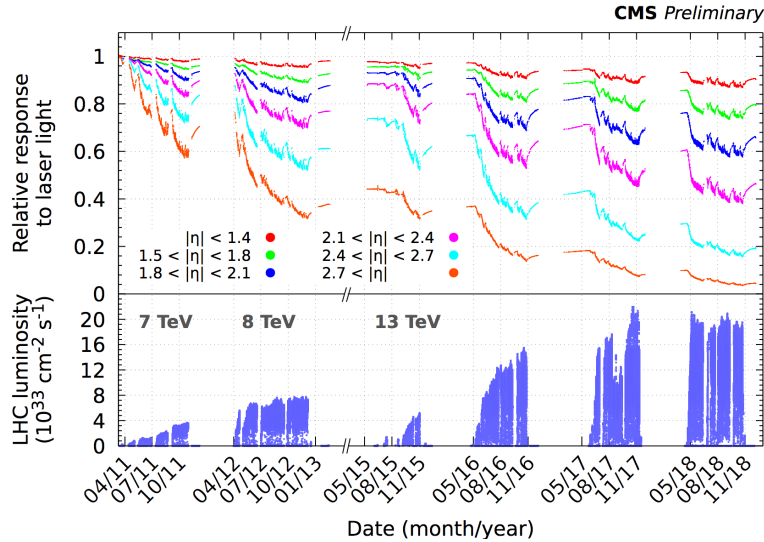 CMS Preliminary
Relative response
to laser light
1
0.8
0.6
0.4
0.2
0
|η| < 1.4
1.5 < |η| < 1.8
1.8 < |η| < 2.1
2.1 < |η| < 2.4
2.4 < |η| < 2.7
2.7 < |η|
LHC luminosity
(10³³ cm⁻² s⁻¹)
20
16
12
8
4
0
7 TeV
8 TeV
13 TeV
04/11
07/11
10/11
04/12
07/12
10/12
01/13
05/15
08/15
11/15
05/16
08/16
11/16
05/17
08/17
11/17
05/18
08/18
11/18
Date (month/year)